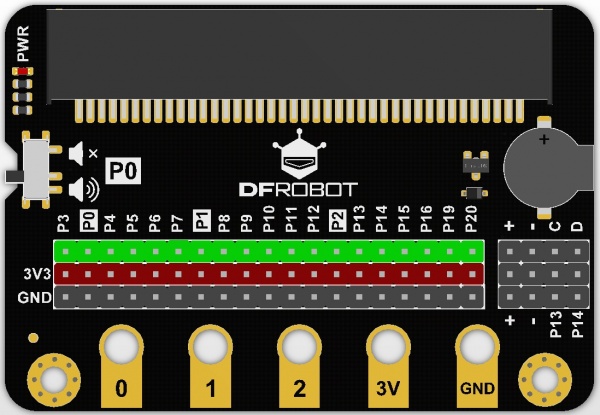 PWR
×
P0
DFROBOT
P3 P0 P4 P5 P6 P7 P1 P8 P9 P10 P11 P12 P2 P13 P14 P15 P16 P19 P20
+ - C D
+
3V3
GND
+ - P13 P14
0 1 2 3V GND